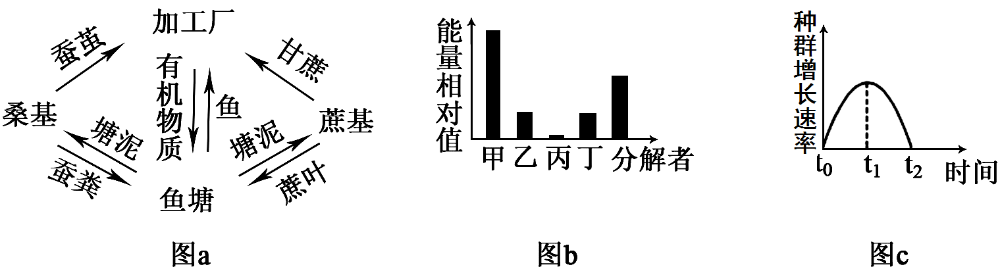 加工厂
蚕茧
甘蔗
有机物质
鱼
桑基
蔗基
塘泥
蚕粪
塘泥
蔗叶
鱼塘
图a
能量相对值
甲 乙 丙 丁 分解者
图b
种群增长速率
t₀ t₁ t₂ 时间
图c